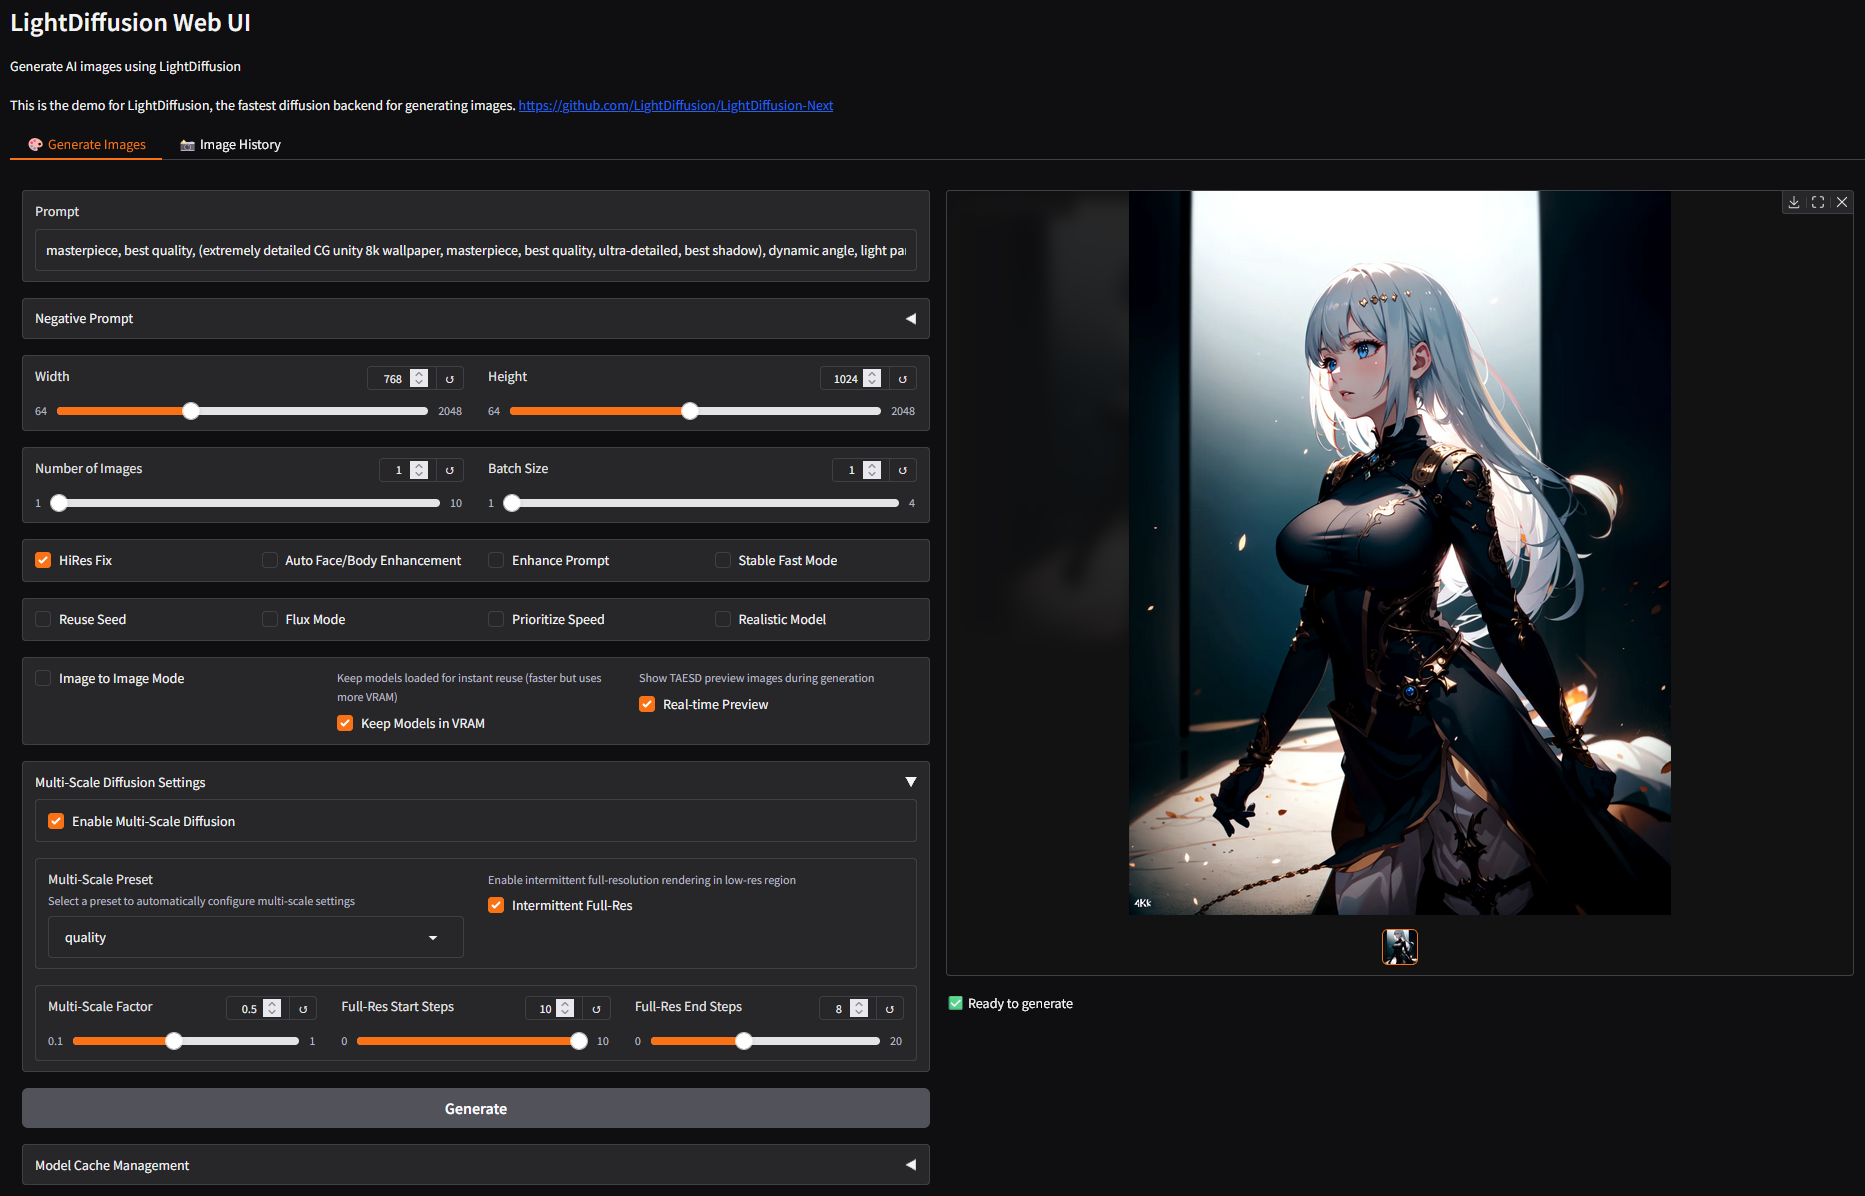 LightDiffusion Web UI
Generate AI images using LightDiffusion
This is the demo for LightDiffusion, the fastest diffusion backend for generating images. https://github.com/LightDiffusion/LightDiffusion-Next
Generate Images
Image History
Prompt
masterpiece, best quality, (extremely detailed CG unity 8k wallpaper, masterpiece, best quality, ultra-detailed, best shadow), dynamic angle, light pa
Negative Prompt
Width 768 ↺
64 2048
Height 1024 ↺
64 2048
Number of Images 1 ↺
1 10
Batch Size 1 ↺
1 4
HiRes Fix
Auto Face/Body Enhancement
Enhance Prompt
Stable Fast Mode
Reuse Seed
Flux Mode
Prioritize Speed
Realistic Model
Image to Image Mode
Keep models loaded for instant reuse (faster but uses
more VRAM)
Keep Models in VRAM
Show TAESD preview images during generation
Real-time Preview
Multi-Scale Diffusion Settings
Enable Multi-Scale Diffusion
Multi-Scale Preset
Select a preset to automatically configure multi-scale settings
quality
Enable intermittent full-resolution rendering in low-res region
Intermittent Full-Res
Multi-Scale Factor 0.5 ↺
0.1 1
Full-Res Start Steps 10 ↺
0 10
Full-Res End Steps 8 ↺
0 20
Generate
Model Cache Management
4Kk
Ready to generate